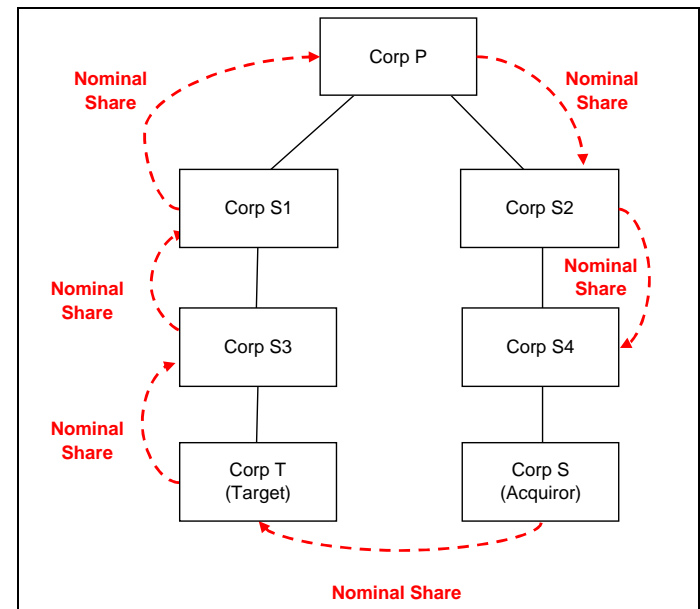 Corp P
Nominal
Share
Nominal
Share
Corp S1
Corp S2
Nominal
Share
Nominal
Share
Corp S3
Corp S4
Nominal
Share
Corp T
(Target)
Corp S
(Acquiror)
Nominal Share